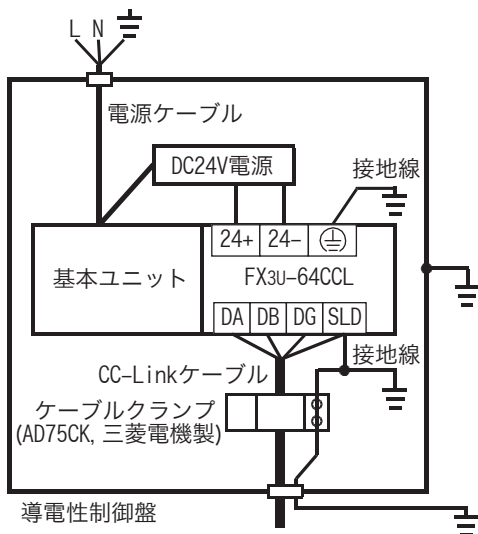 L N
電源ケーブル
DC24V電源
接地線
24+ 24-
基本ユニット
FX3U-64CCL
DA DB DG SLD
接地線
CC-Linkケーブル
ケーブルクランプ
(AD75CK, 三菱電機製)
導電性制御盤